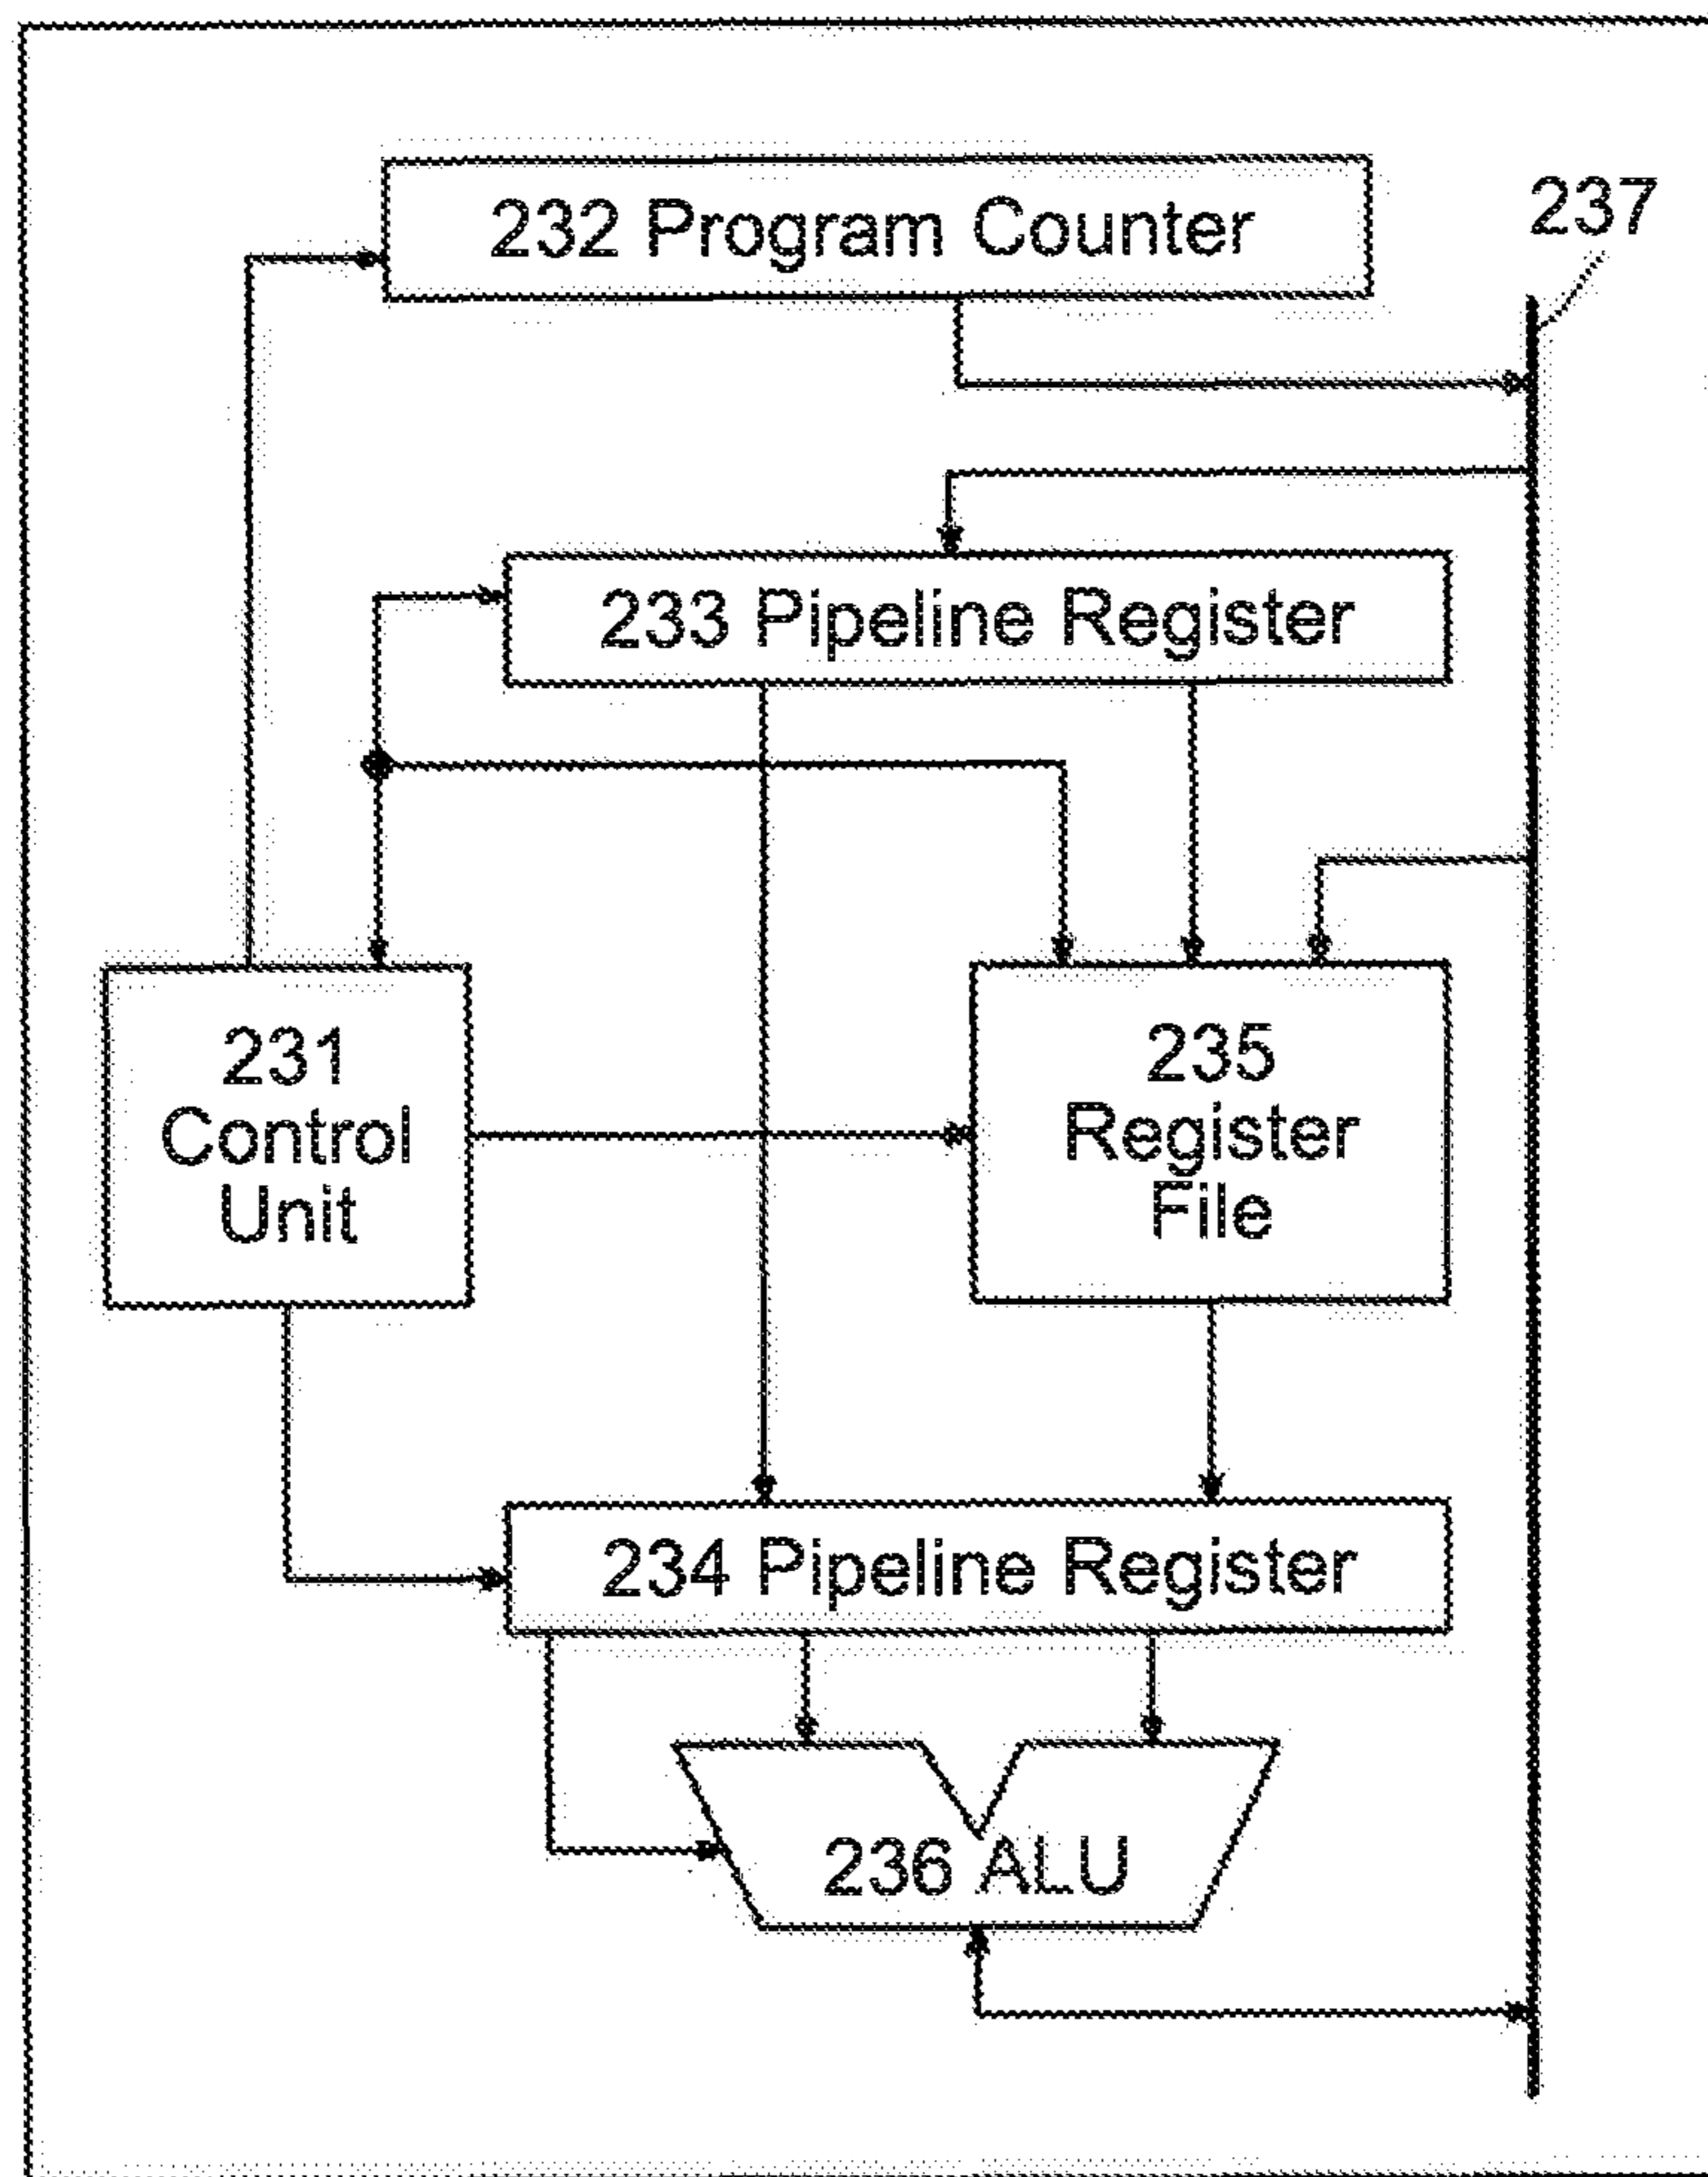 232 Program Counter
237
233 Pipeline Register
231
Control
Unit
235
Register
File
234 Pipeline Register
236 ALU